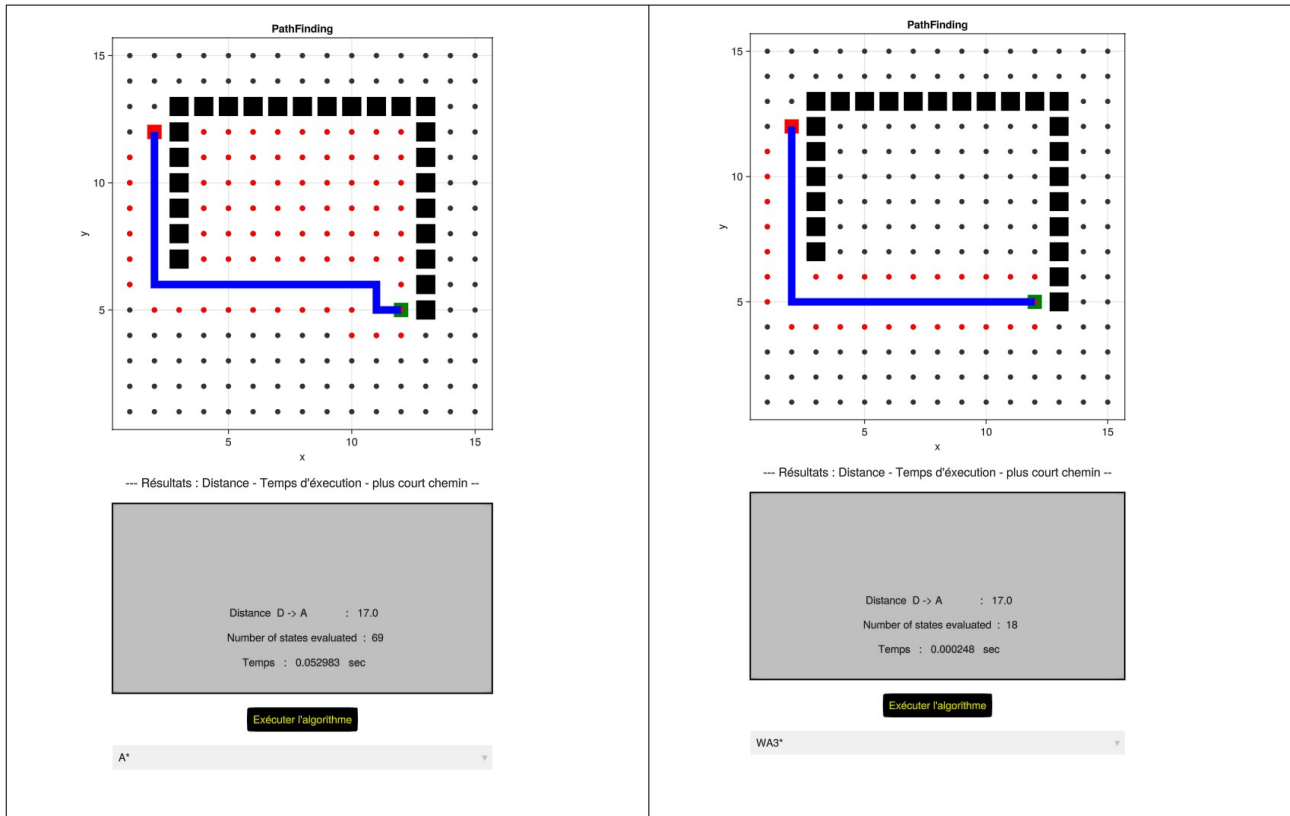 PathFinding
15
10
5
y
5
10
15
x
--- Résultats : Distance - Temps d'éxecution - plus court chemin --
Distance D -> A : 17.0
Number of states evaluated : 69
Temps : 0.052983 sec
Exécuter l'algorithme
A*
PathFinding
15
10
5
y
5
10
15
x
--- Résultats : Distance - Temps d'éxecution - plus court chemin --
Distance D -> A : 17.0
Number of states evaluated : 18
Temps : 0.000248 sec
Exécuter l'algorithme
WA3*